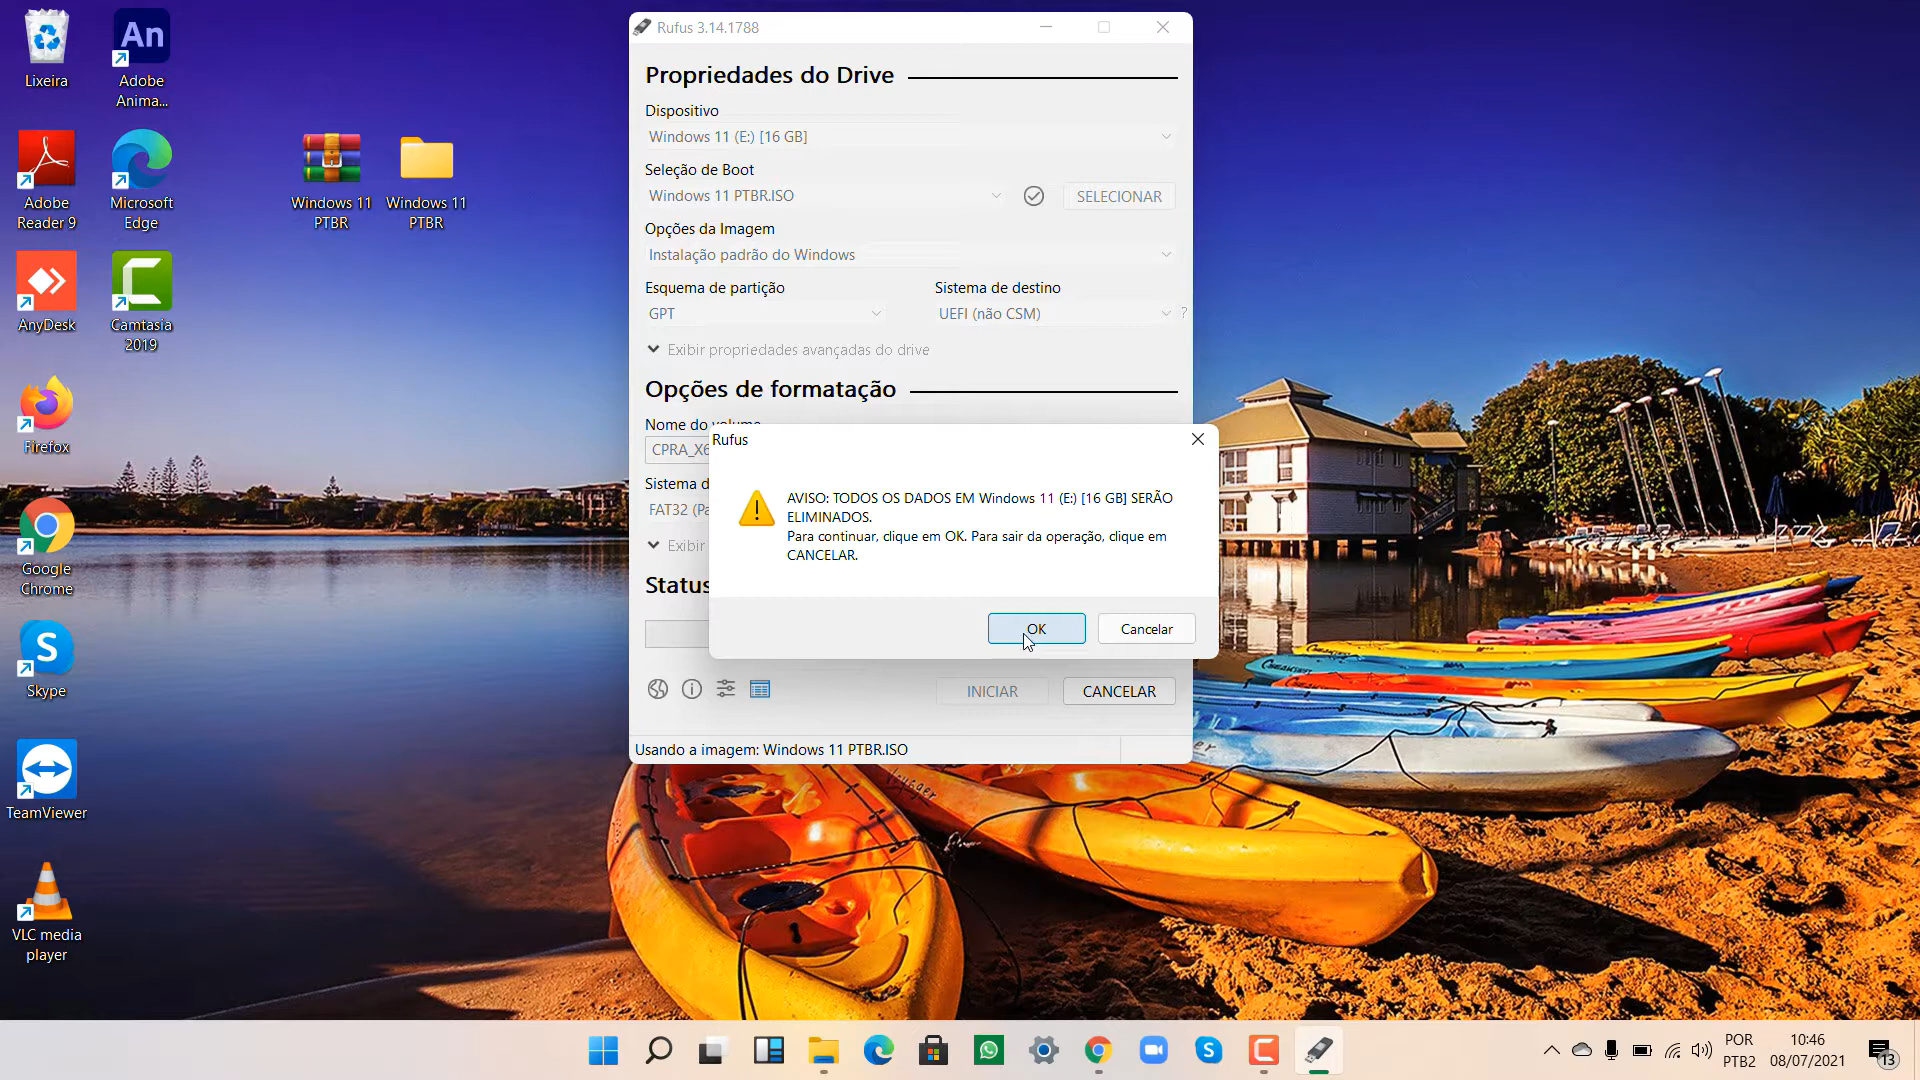 Lixeira
Adobe
Anima...
Adobe
Reader 9
Microsoft
Edge
Windows 11
PTBR
Windows 11
PTBR
AnyDesk
Camtasia
2019
Firefox
Google
Chrome
Skype
TeamViewer
VLC media
player
Rufus 3.14.1788
Propriedades do Drive
Dispositivo
Windows 11 (E:) [16 GB]
Seleção de Boot
Windows 11 PTBR.ISO
SELECIONAR
Opções da Imagem
Instalação padrão do Windows
Esquema de partição
Sistema de destino
GPT
UEFI (não CSM)
?
Exibir propriedades avançadas do drive
Opções de formatação
Nome do volume
CPRA_X6
Sistema d
FAT32 (Pa
Exibir
Status
Rufus
AVISO: TODOS OS DADOS EM Windows 11 (E:) [16 GB] SERÃO
ELIMINADOS.
Para continuar, clique em OK. Para sair da operação, clique em
CANCELAR.
OK
Cancelar
INICIAR
CANCELAR
Usando a imagem: Windows 11 PTBR.ISO
POR
PTB2
10:46
08/07/2021
13